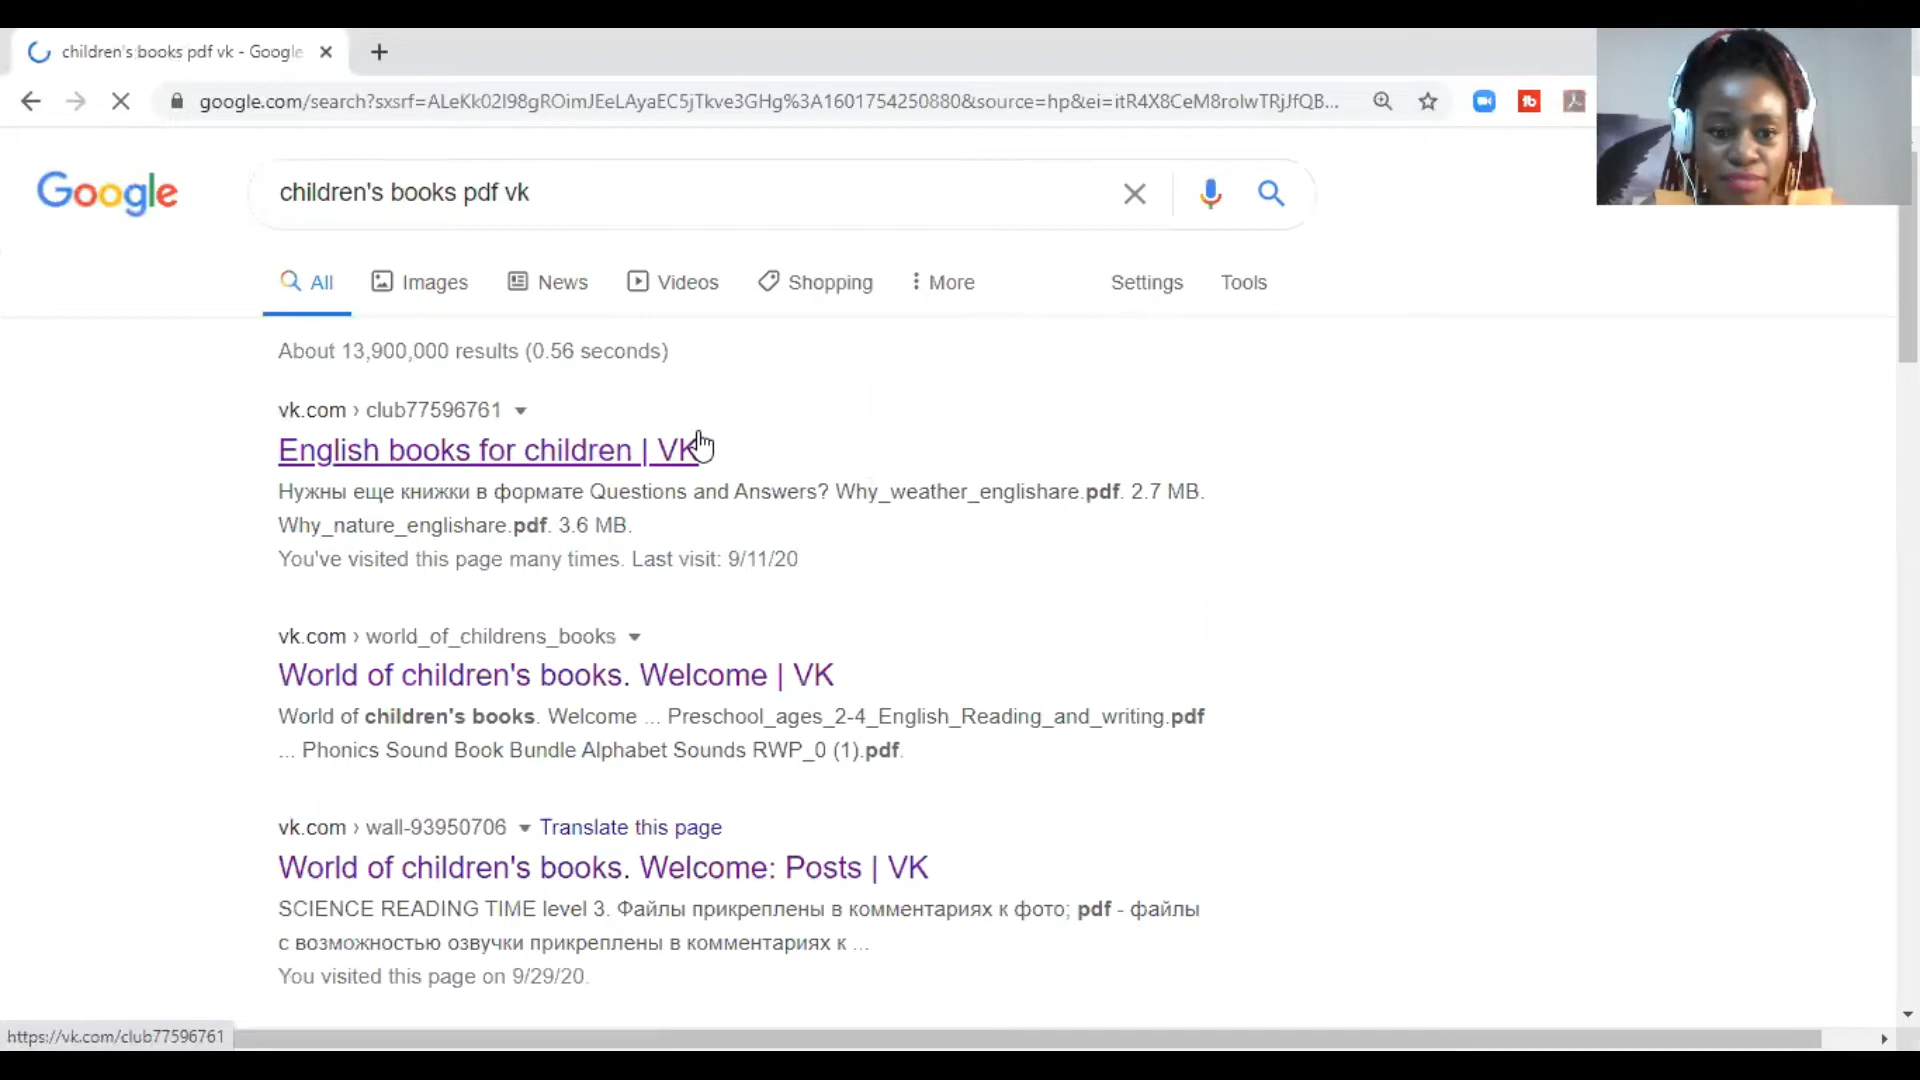 children's books pdf vk - Google
google.com/search?sxsrf=ALeKk02I98gROimJEeLAyaEC5jTkve3GHg%3A1601754250880&source=hp&ei=itR4X8CeM8rolwTRjJfQB...
Google
children's books pdf vk
All
Images
News
Videos
Shopping
More
Settings
Tools
About 13,900,000 results (0.56 seconds)
vk.com › club77596761
English books for children | VK
Нужны еще книжки в формате Questions and Answers? Why_weather_englishare.pdf. 2.7 MB.
Why_nature_englishare.pdf. 3.6 MB.
You've visited this page many times. Last visit: 9/11/20
vk.com › world_of_childrens_books
World of children's books. Welcome | VK
World of children's books. Welcome ... Preschool_ages_2-4_English_Reading_and_writing.pdf
... Phonics Sound Book Bundle Alphabet Sounds RWP_0 (1).pdf.
vk.com › wall-93950706 Translate this page
World of children's books. Welcome: Posts | VK
SCIENCE READING TIME level 3. Файлы прикреплены в комментариях к фото; pdf - файлы
с возможностью озвучки прикреплены в комментариях к ...
You visited this page on 9/29/20.
https://vk.com/club77596761